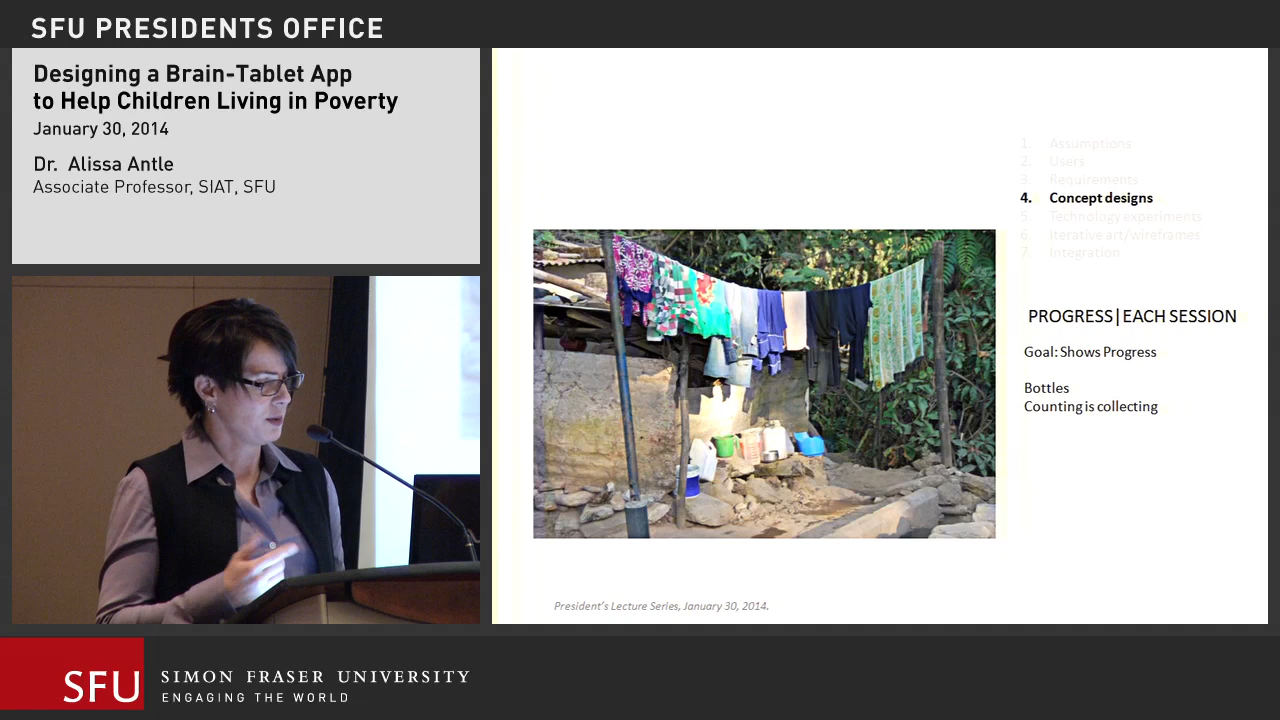 SFU PRESIDENTS OFFICE
Designing a Brain-Tablet App
to Help Children Living in Poverty
January 30, 2014
Dr. Alissa Antle
Associate Professor, SIAT, SFU
1. Assumptions
2. Users
3. Requirements
4. Concept designs
5. Technology experiments
6. Iterative art/wireframes
7. Integration
PROGRESS|EACH SESSION
Goal: Shows Progress
Bottles
Counting is collecting
President's Lecture Series, January 30, 2014.
SFU
SIMON FRASER UNIVERSITY
ENGAGING THE WORLD